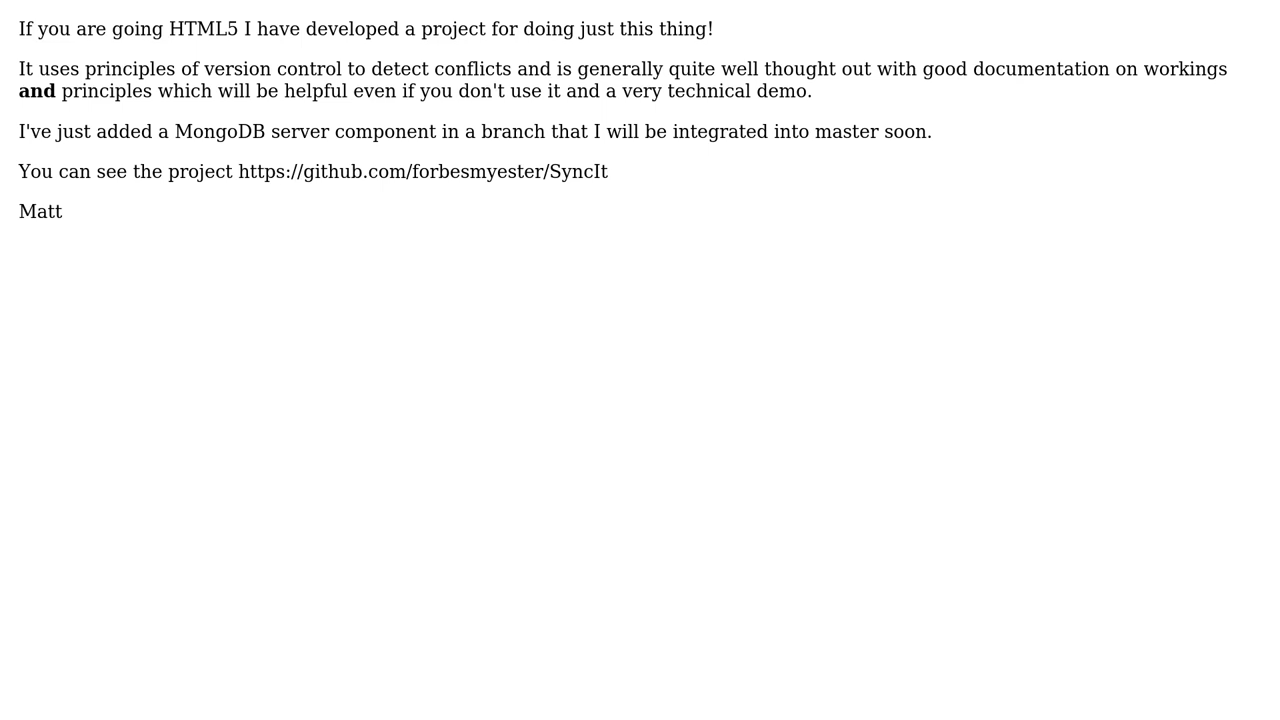 If you are going HTML5 I have developed a project for doing just this thing!
It uses principles of version control to detect conflicts and is generally quite well thought out with good documentation on workings
and principles which will be helpful even if you don't use it and a very technical demo.
I've just added a MongoDB server component in a branch that I will be integrated into master soon.
You can see the project https://github.com/forbesmyester/SyncIt
Matt